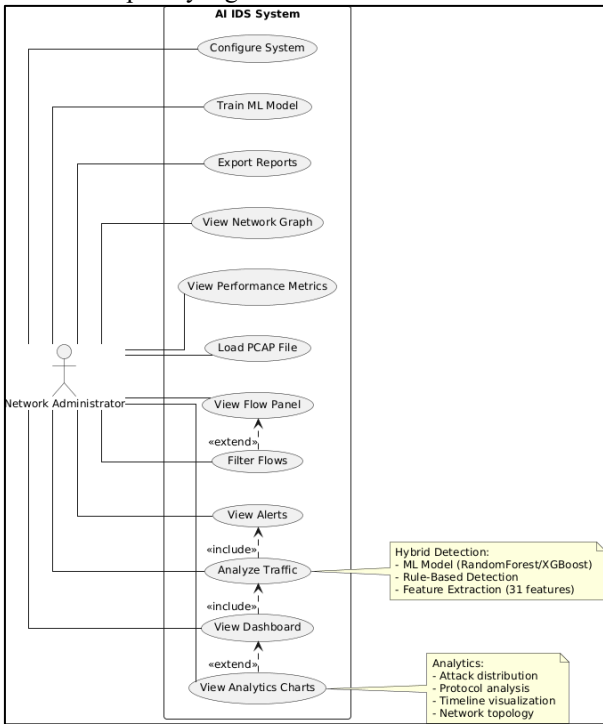 AI IDS System
Configure System
Train ML Model
Export Reports
View Network Graph
View Performance Metrics
Load PCAP File
Network Administrator
View Flow Panel
«extend»
Filter Flows
View Alerts
«include»
Analyze Traffic
Hybrid Detection:
- ML Model (RandomForest/XGBoost)
- Rule-Based Detection
- Feature Extraction (31 features)
«include»
View Dashboard
«extend»
View Analytics Charts
Analytics:
- Attack distribution
- Protocol analysis
- Timeline visualization
- Network topology